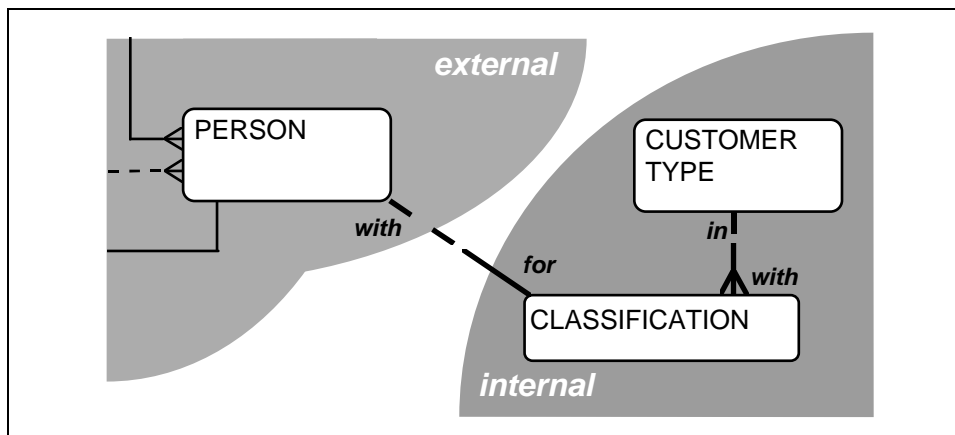 external
PERSON
CUSTOMER
TYPE
with
in
for
with
CLASSIFICATION
internal